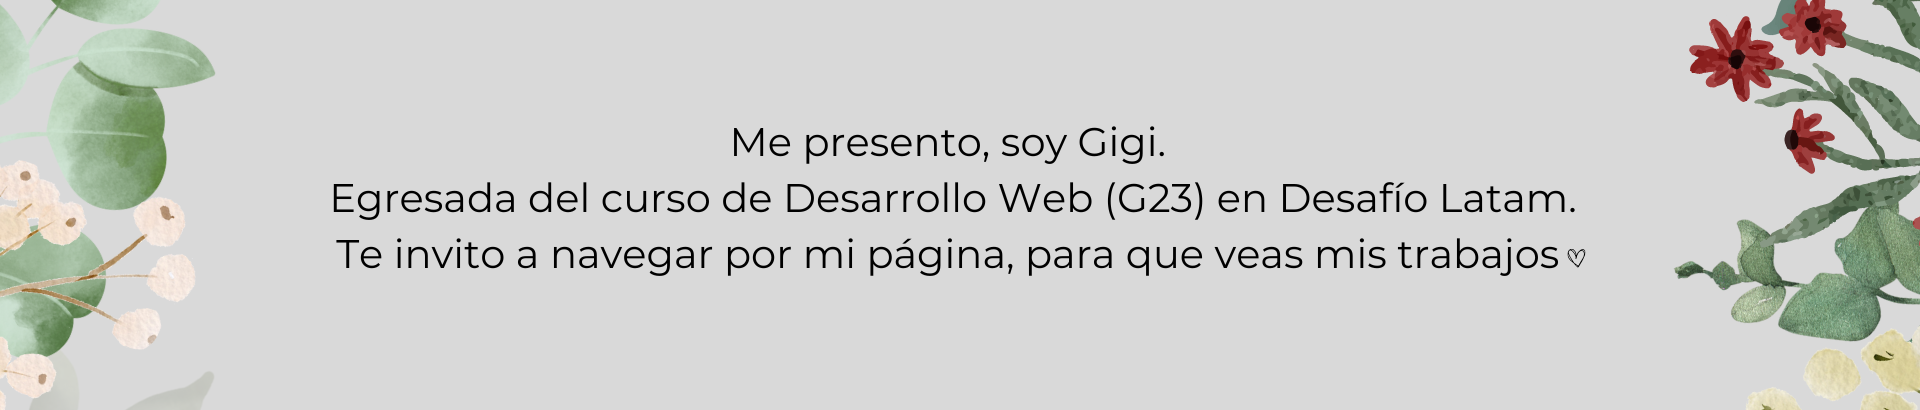 Me presento, soy Gigi.
Egresada del curso de Desarrollo Web (G23) en Desafío Latam.
Te invito a navegar por mi página, para que veas mis trabajos ♡